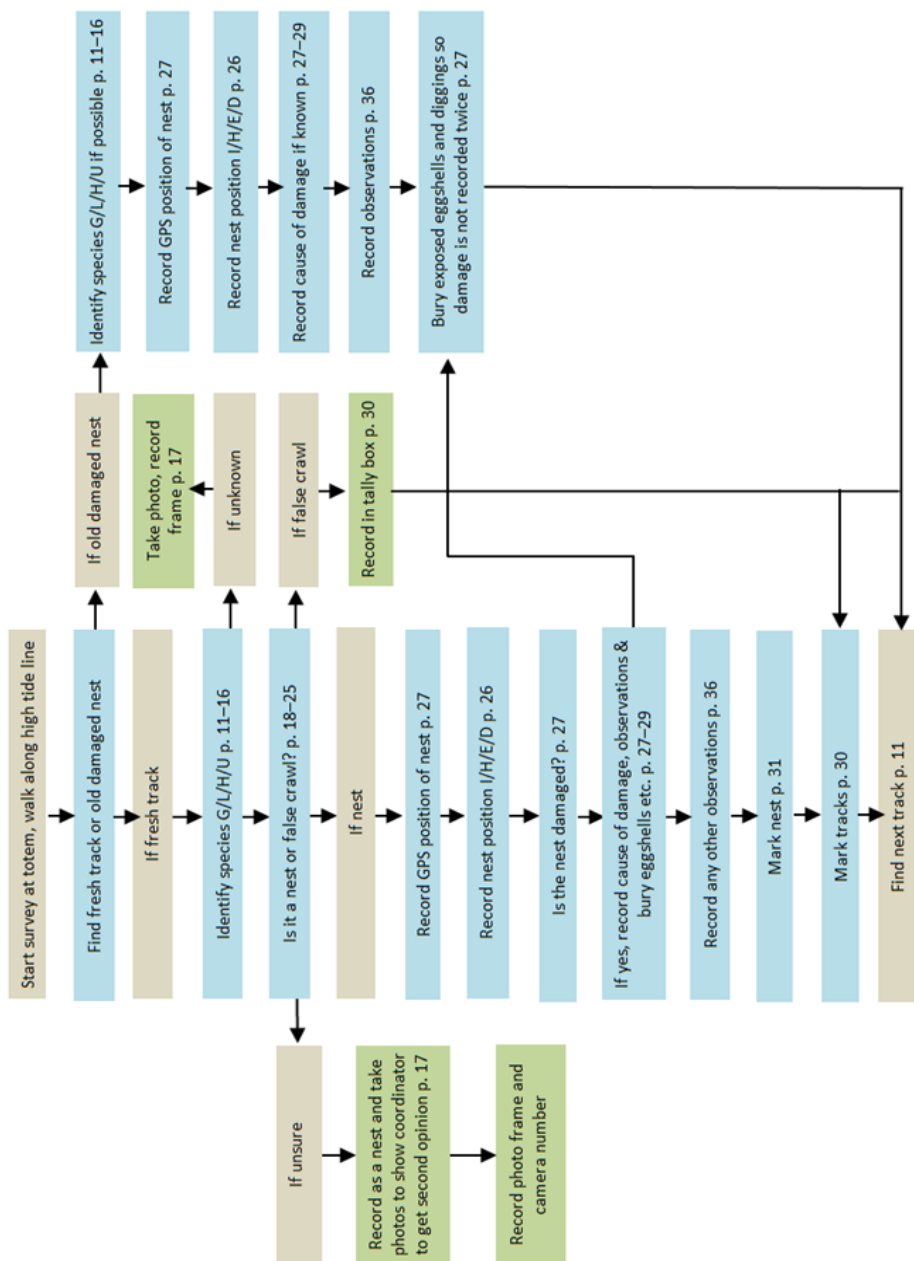 Start survey at totem, walk along high tide line
Find fresh track or old damaged nest
If fresh track
Identify species G/L/H/U p. 11–16
Is it a nest or false crawl? p. 18–25
If nest
Record GPS position of nest p. 27
Record nest position I/H/E/D p. 26
Is the nest damaged? p. 27
If yes, record cause of damage, observations &
bury eggshells etc. p. 27–29
Record any other observations p. 36
Mark nest p. 31
Mark tracks p. 30
Find next track p. 11
If unsure
Record as a nest and take
photos to show coordinator
to get second opinion p. 17
Record photo frame and
camera number
If old damaged nest
Take photo, record
frame p. 17
If unknown
If false crawl
Record in tally box p. 30
Identify species G/L/H/U if possible p. 11–16
Record GPS position of nest p. 27
Record nest position I/H/E/D p. 26
Record cause of damage if known p. 27–29
Record observations p. 36
Bury exposed eggshells and diggings so
damage is not recorded twice p. 27